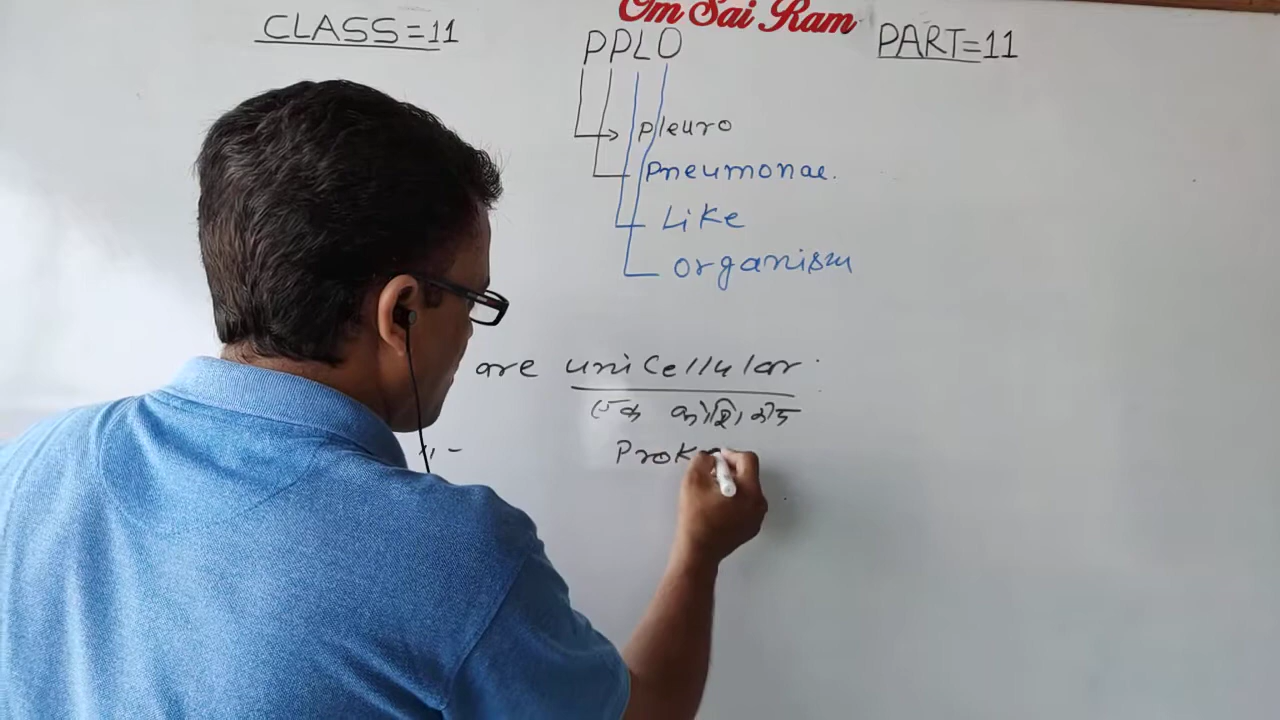 Om Sai Ram
CLASS=11
PPLO
PART=11
Pleuro
Pneumonae.
Like
organism
are unicellular
एक कोशिकीय
Prok